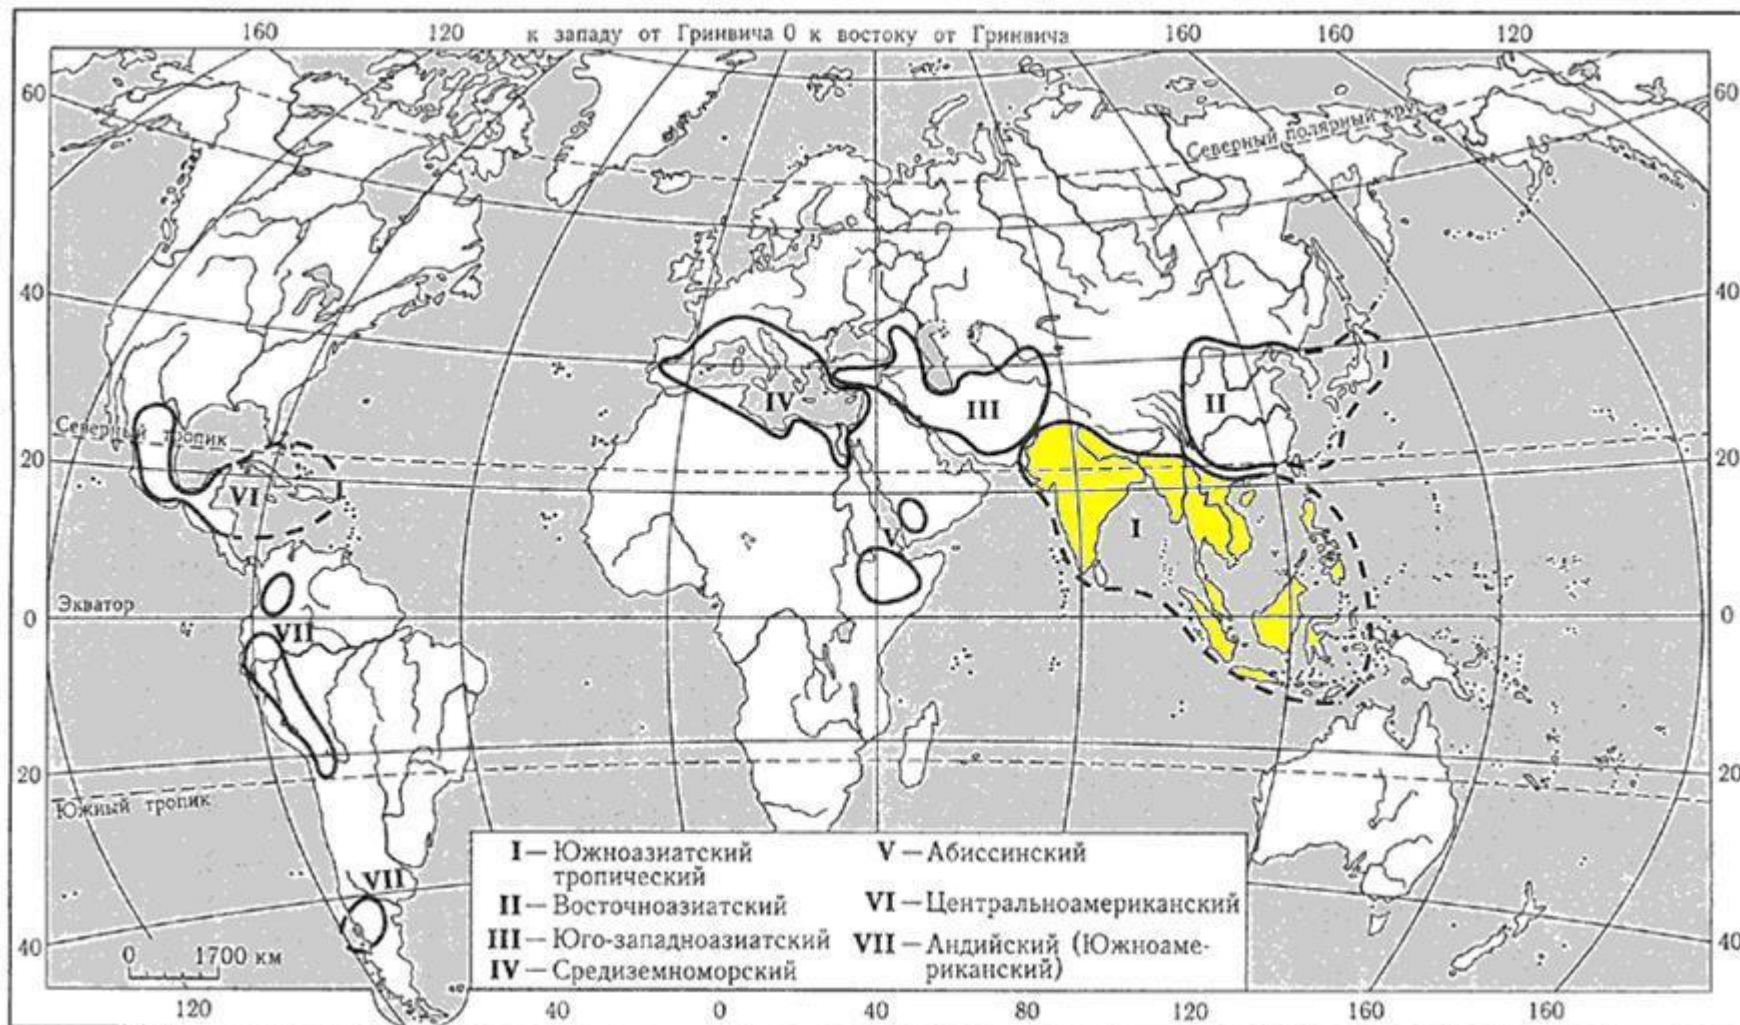 160 120 к западу от Гринвича 0 к востоку от Гринвича 160 160 120
60 60
Северный полярный круг
40 40
IV III II
Северный тропик
20 20
VI I
V
Экватор
0 0
VII
20 20
Южный тропик
VII
I — Южноазиатский
тропический
II — Восточноазиатский
III — Юго-западноазиатский
IV — Средиземноморский
V — Абиссинский
VI — Центральноамериканский
VII — Андийский (Южноаме-
риканский)
40 40
0 1700 км
120 40 0 40 80 120 160 160